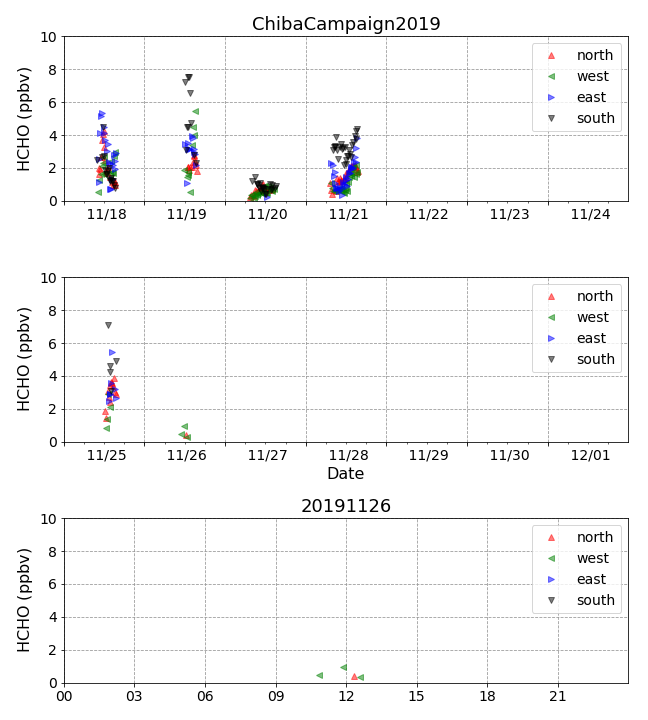 ChibaCampaign2019
HCHO (ppbv)
10
8
6
4
2
0
north
west
east
south
11/18 11/19 11/20 11/21 11/22 11/23 11/24
HCHO (ppbv)
10
8
6
4
2
0
north
west
east
south
11/25 11/26 11/27 11/28 11/29 11/30 12/01
Date
20191126
HCHO (ppbv)
10
8
6
4
2
0
north
west
east
south
00 03 06 09 12 15 18 21